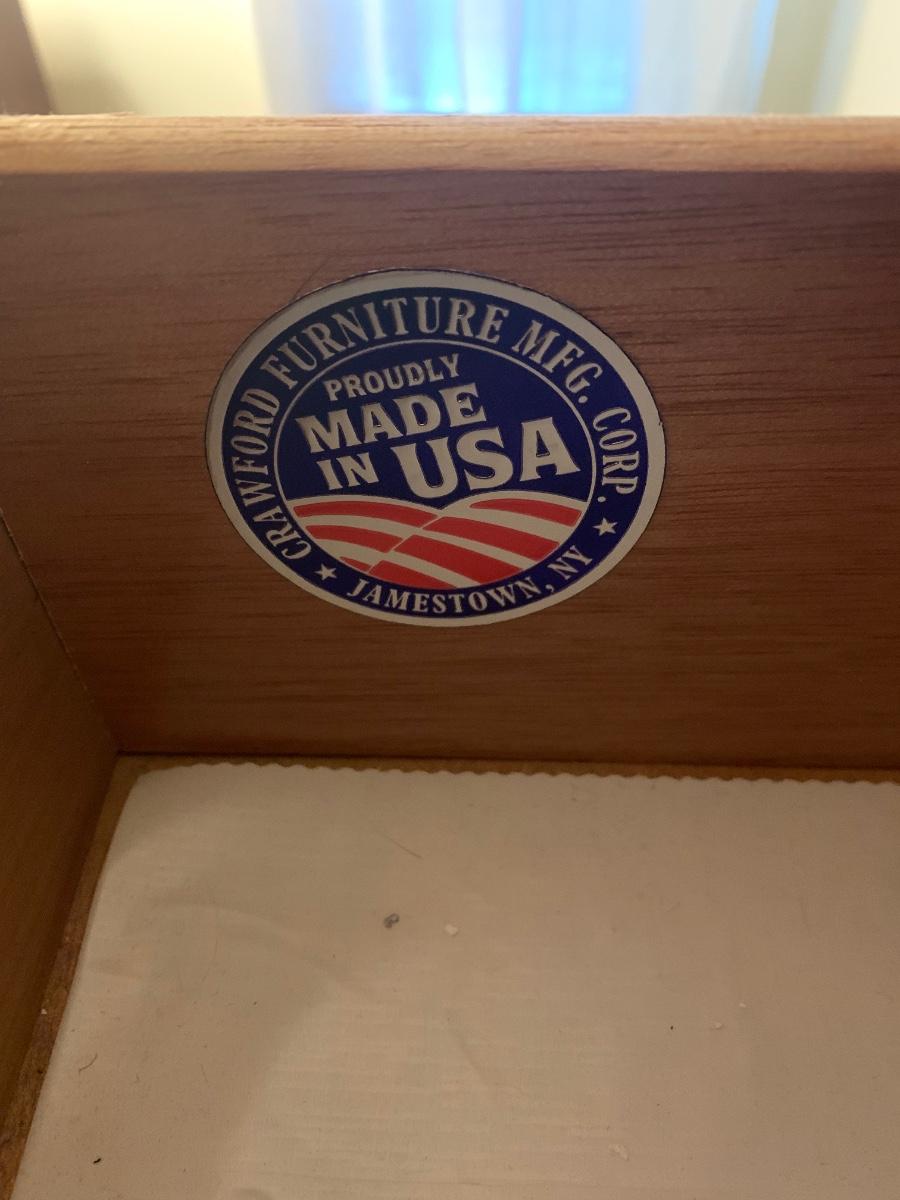 CRAWFORD FURNITURE MFG. CORP.
PROUDLY
MADE
IN USA
JAMESTOWN, NY